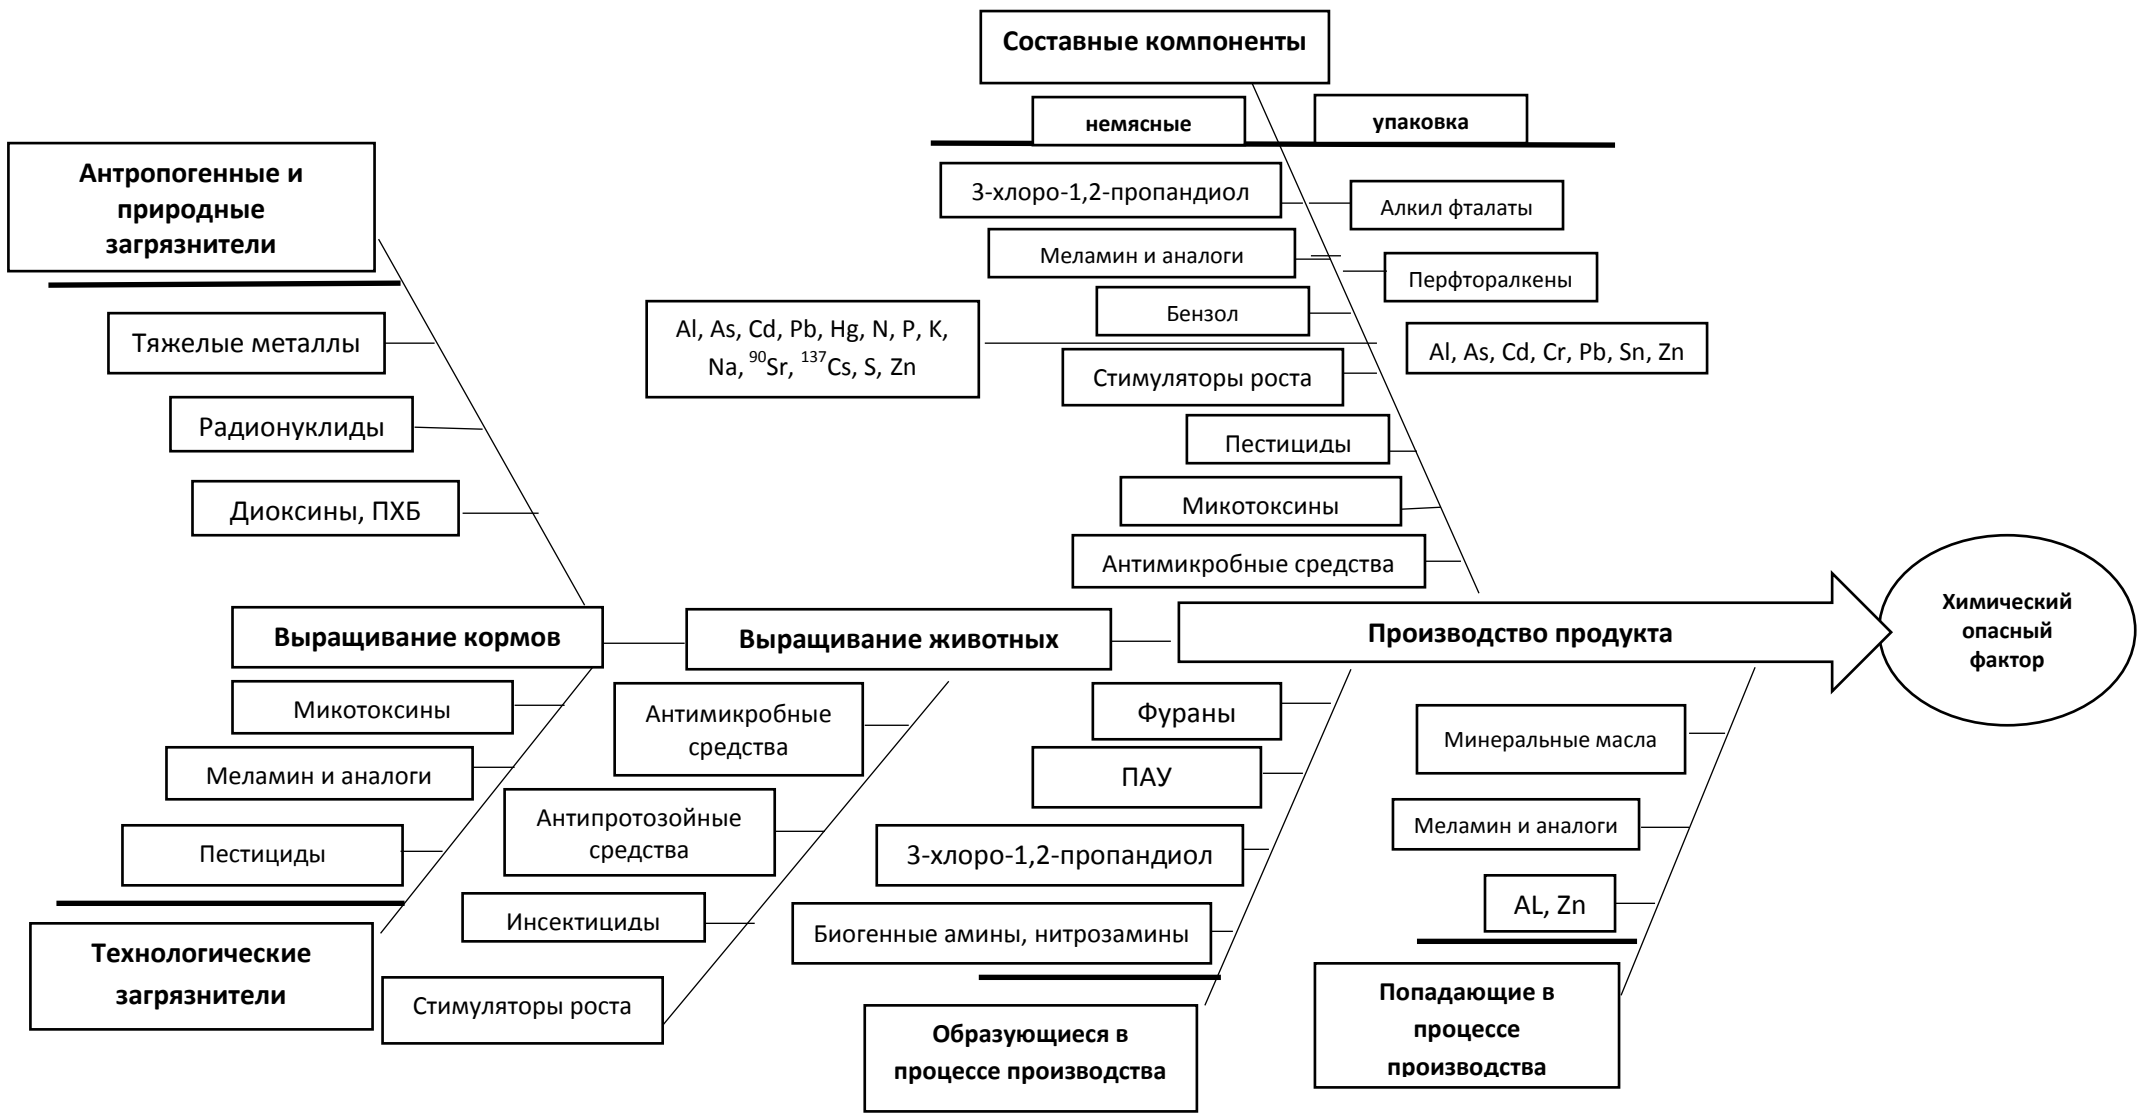 Составные компоненты
немясные
упаковка
Антропогенные и
природные
загрязнители
3-хлоро-1,2-пропандиол
Алкил фталаты
Меламин и аналоги
Перфторалкены
Бензол
Тяжелые металлы
Al, As, Cd, Pb, Hg, N, P, K,
Na, ⁹⁰Sr, ¹³⁷Cs, S, Zn
Al, As, Cd, Cr, Pb, Sn, Zn
Стимуляторы роста
Радионуклиды
Пестициды
Диоксины, ПХБ
Микотоксины
Антимикробные средства
Выращивание кормов
Выращивание животных
Производство продукта
Химический
опасный
фактор
Микотоксины
Меламин и аналоги
Пестициды
Технологические
загрязнители
Антимикробные
средства
Антипротозойные
средства
Инсектициды
Стимуляторы роста
Фураны
ПАУ
3-хлоро-1,2-пропандиол
Биогенные амины, нитрозамины
Образующиеся в
процессе производства
Минеральные масла
Меламин и аналоги
AL, Zn
Попадающие в
процессе
производства